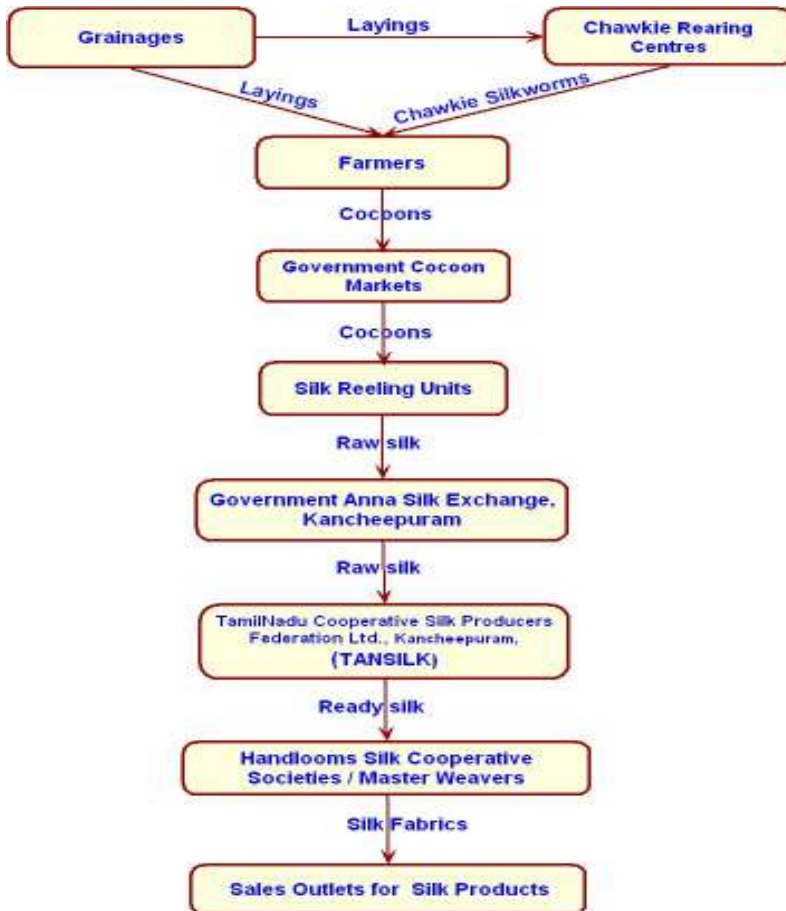 Grainages
Layings
Chawkie Rearing
Centres
Layings
Chawkie Silkworms
Farmers
Cocoons
Government Cocoon
Markets
Cocoons
Silk Reeling Units
Raw silk
Government Anna Silk Exchange,
Kancheepuram
Raw silk
TamilNadu Cooperative Silk Producers
Federation Ltd., Kancheepuram,
(TANSILK)
Ready silk
Handlooms Silk Cooperative
Societies / Master Weavers
Silk Fabrics
Sales Outlets for Silk Products